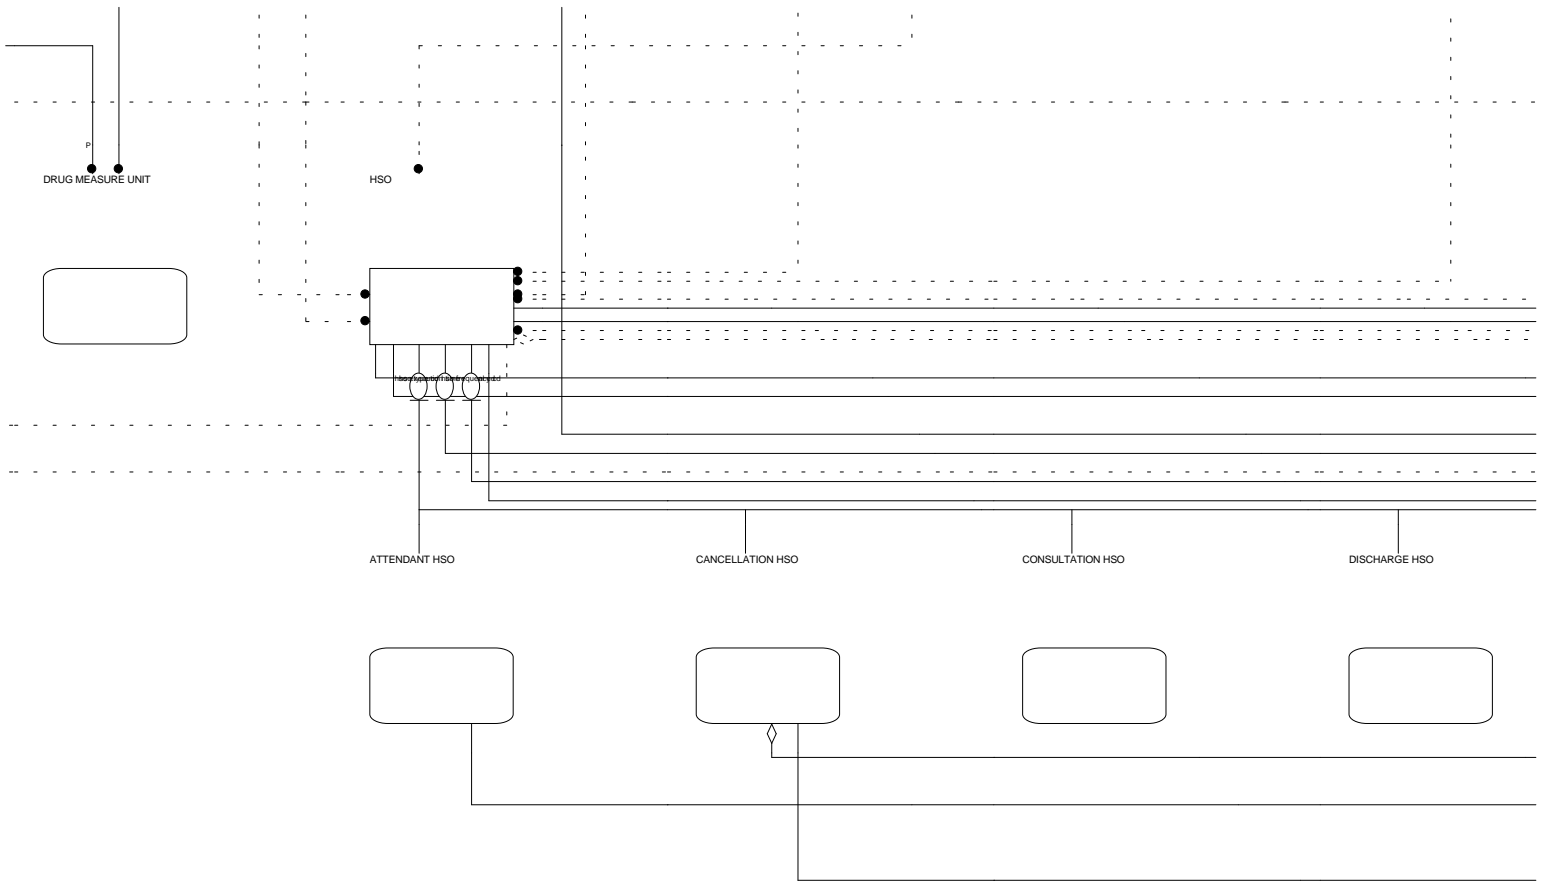 P
DRUG MEASURE UNIT
HSO
ATTENDANT HSO
CANCELLATION HSO
CONSULTATION HSO
DISCHARGE HSO